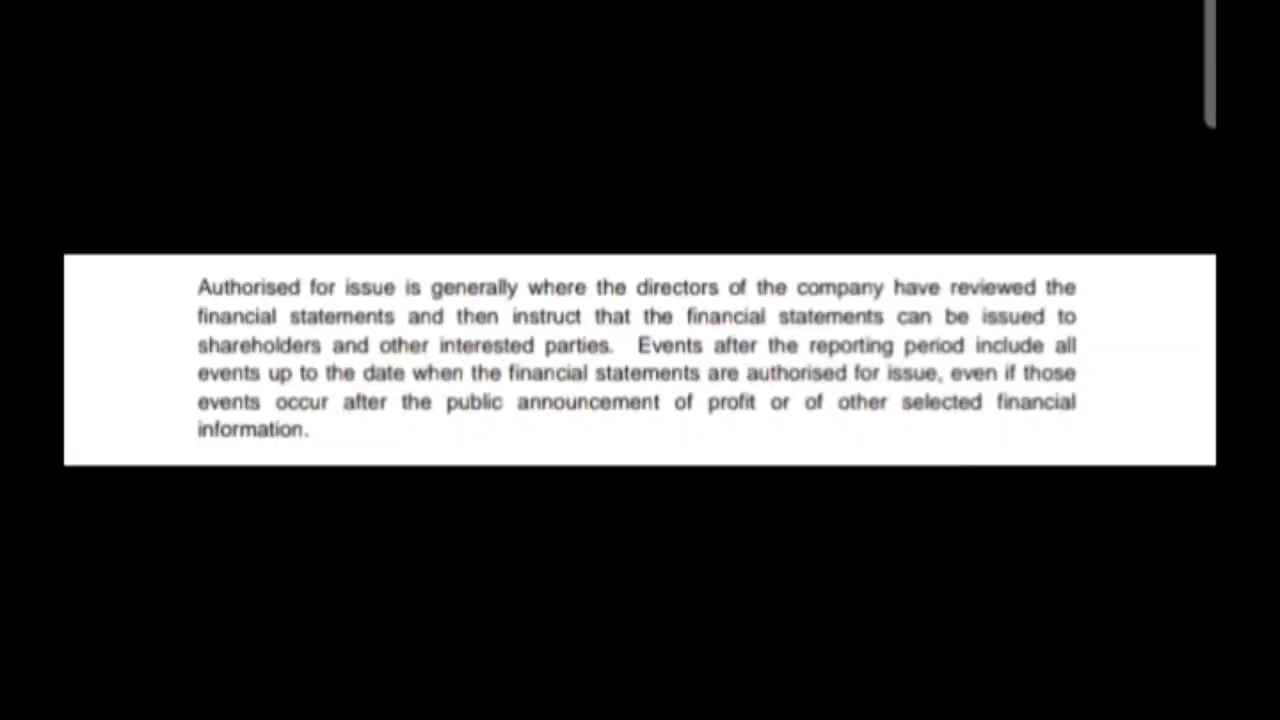 Authorised for issue is generally where the directors of the company have reviewed the
financial statements and then instruct that the financial statements can be issued to
shareholders and other interested parties. Events after the reporting period include all
events up to the date when the financial statements are authorised for issue, even if those
events occur after the public announcement of profit or of other selected financial
information.